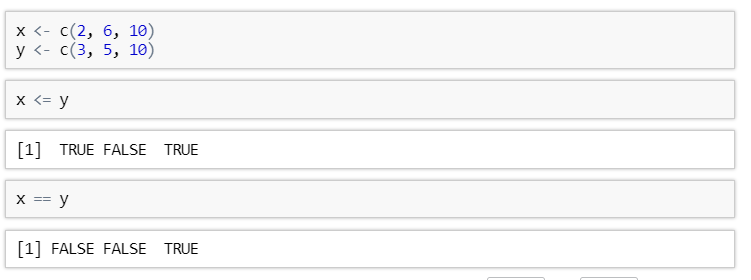 x <- c(2, 6, 10)
y <- c(3, 5, 10)
x <= y
[1]  TRUE FALSE  TRUE
x == y
[1] FALSE FALSE  TRUE